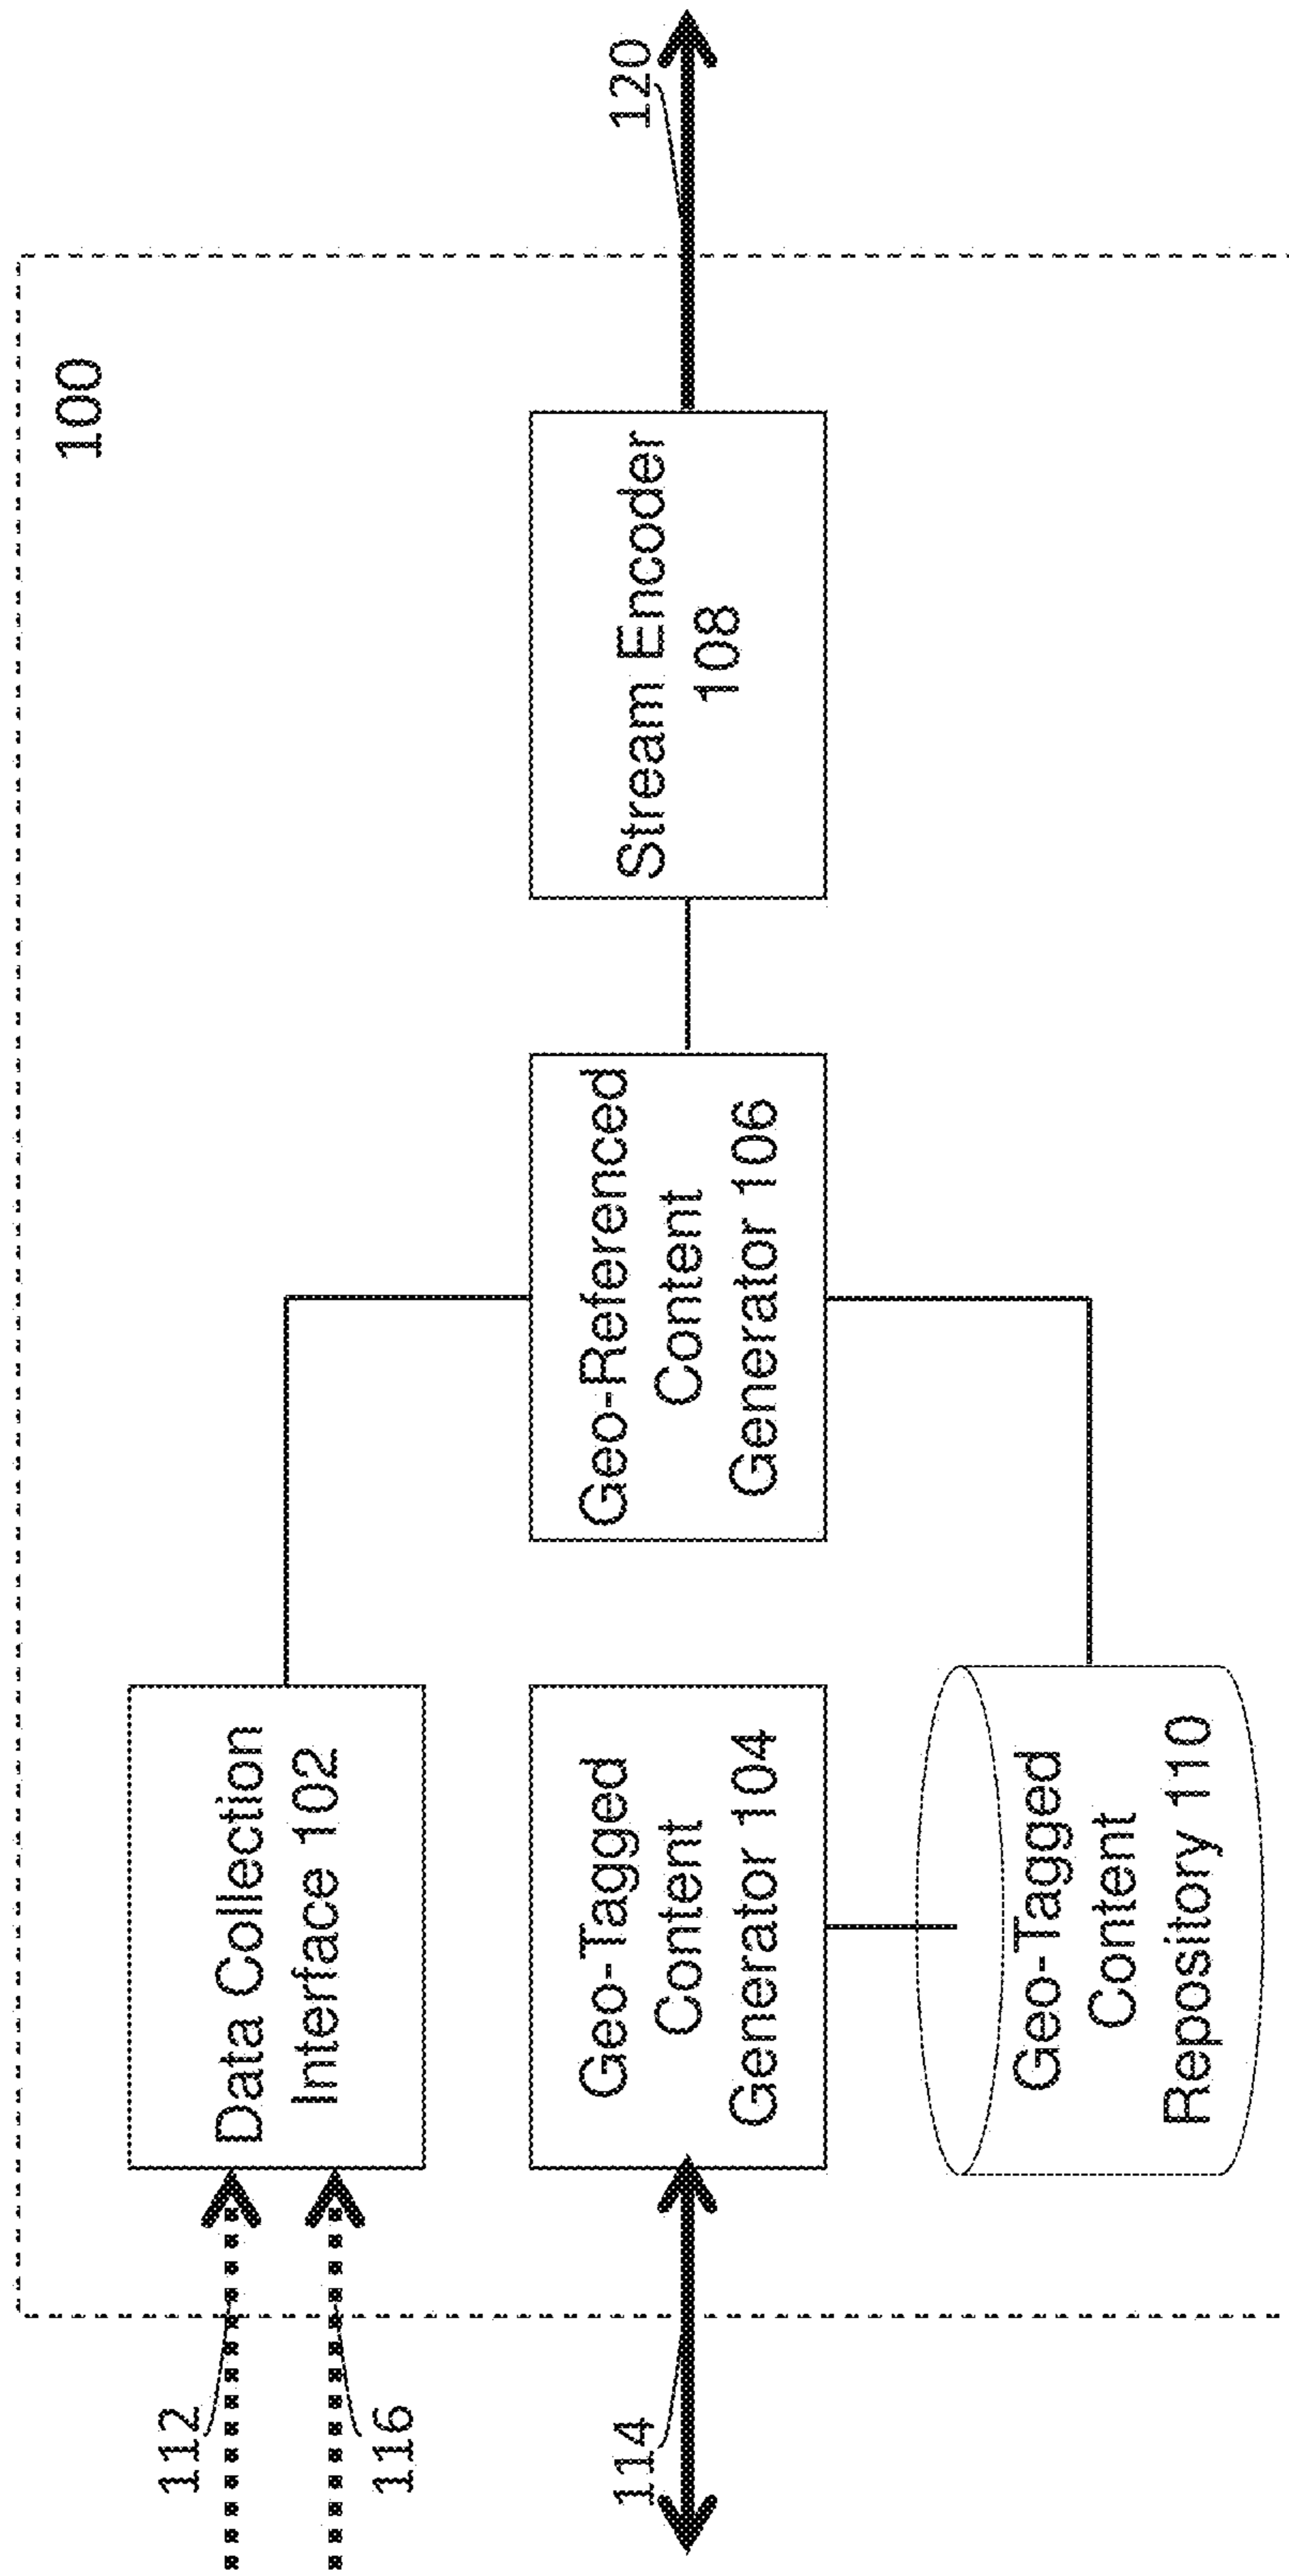 100
112
116
Data Collection
Interface 102
114
Geo-Tagged
Content
Generator 104
Geo-Tagged
Content
Repository 110
Geo-Referenced
Content
Generator 106
Stream Encoder
108
120